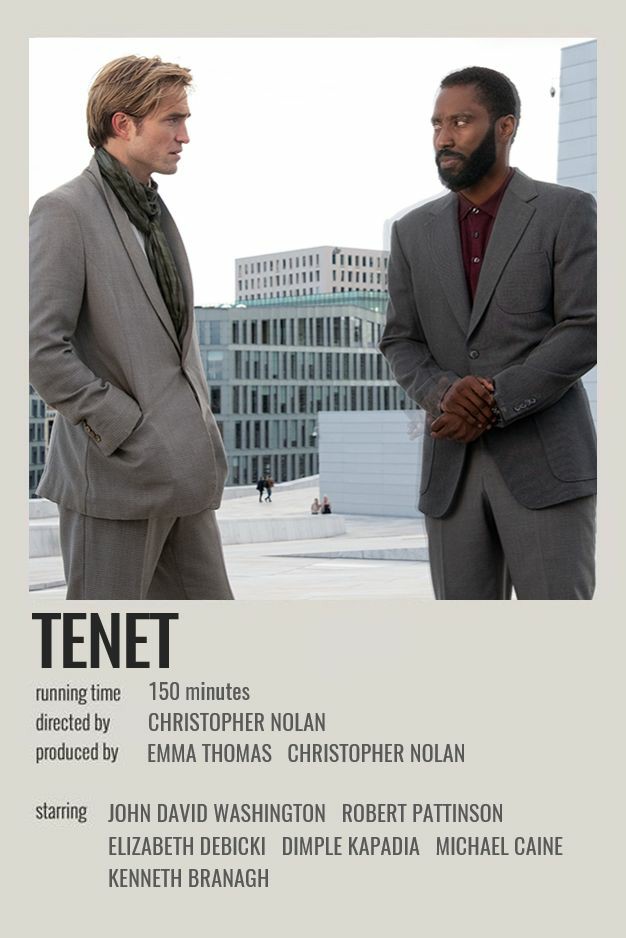 TENET
running time 150 minutes
directed by CHRISTOPHER NOLAN
produced by EMMA THOMAS CHRISTOPHER NOLAN
starring JOHN DAVID WASHINGTON ROBERT PATTINSON
ELIZABETH DEBICKI DIMPLE KAPADIA MICHAEL CAINE
KENNETH BRANAGH